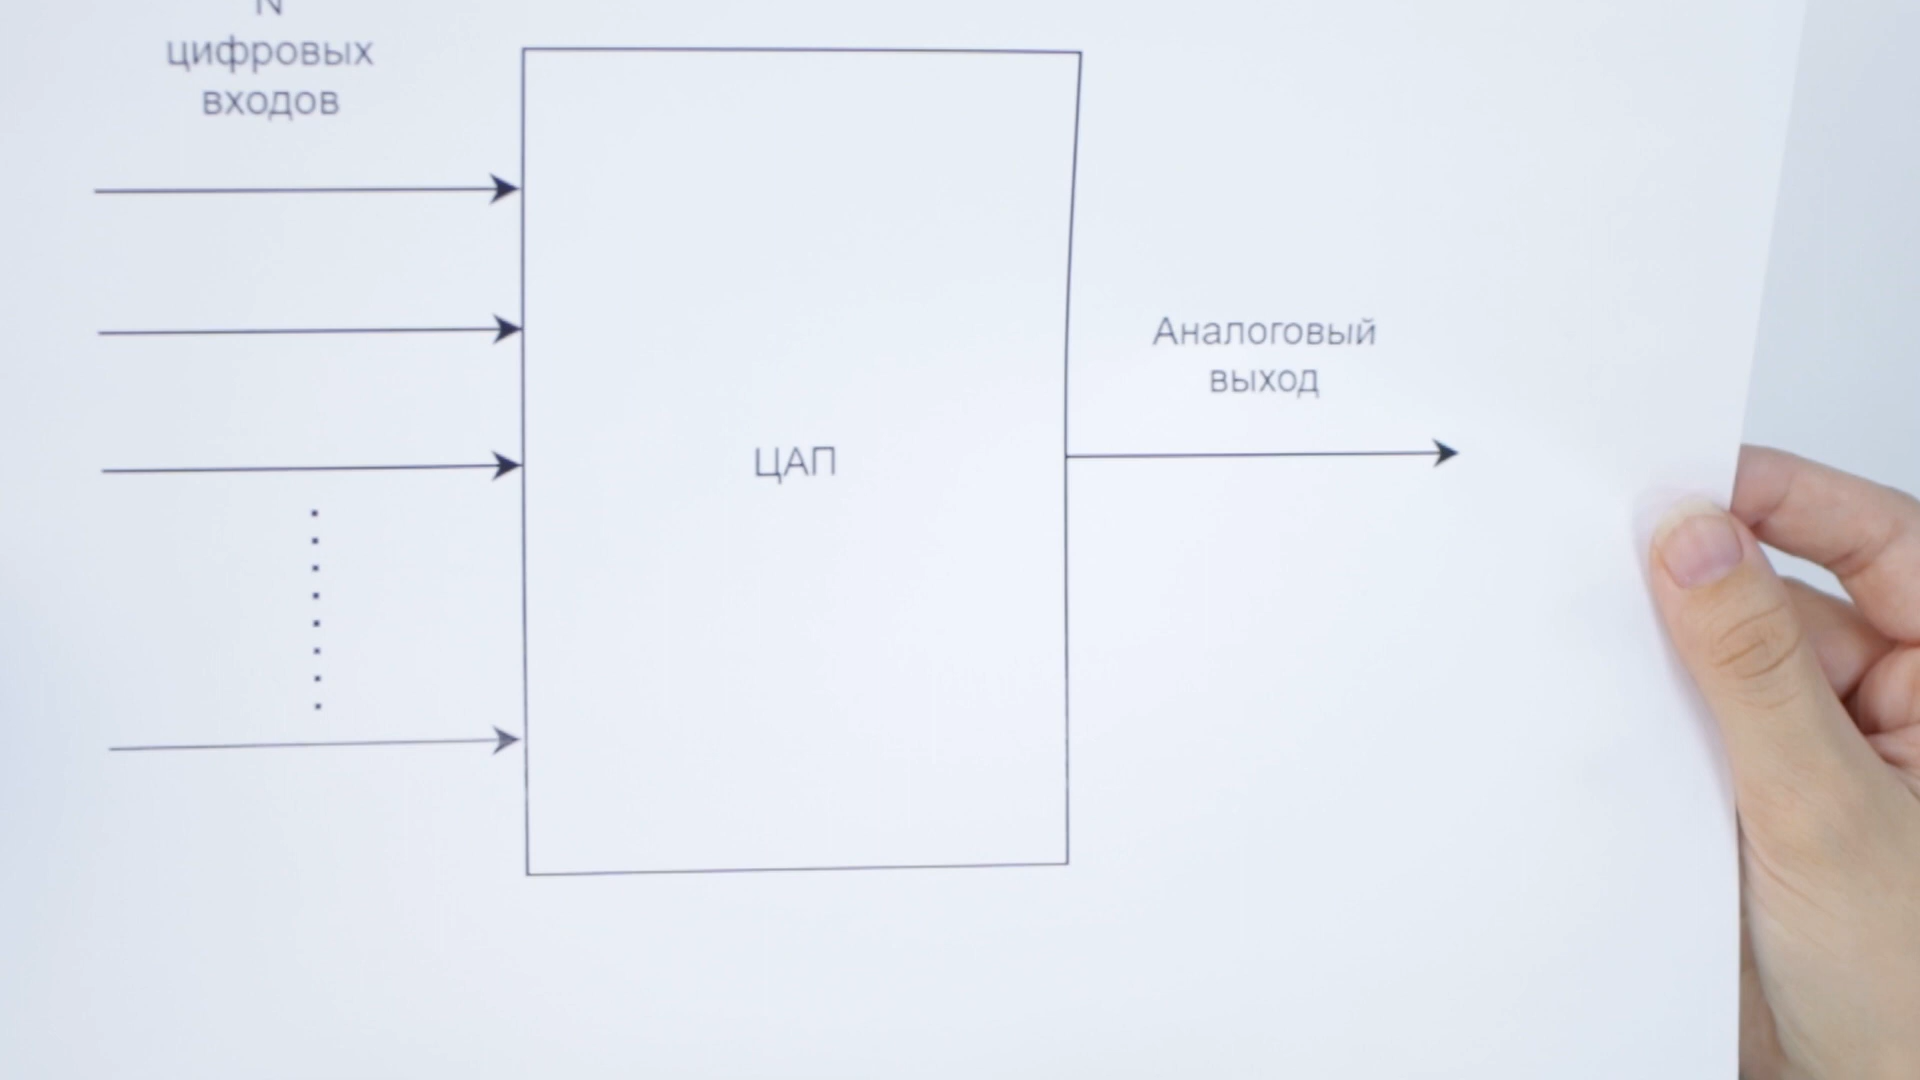 N
цифровых
входов
Аналоговый
выход
ЦАП